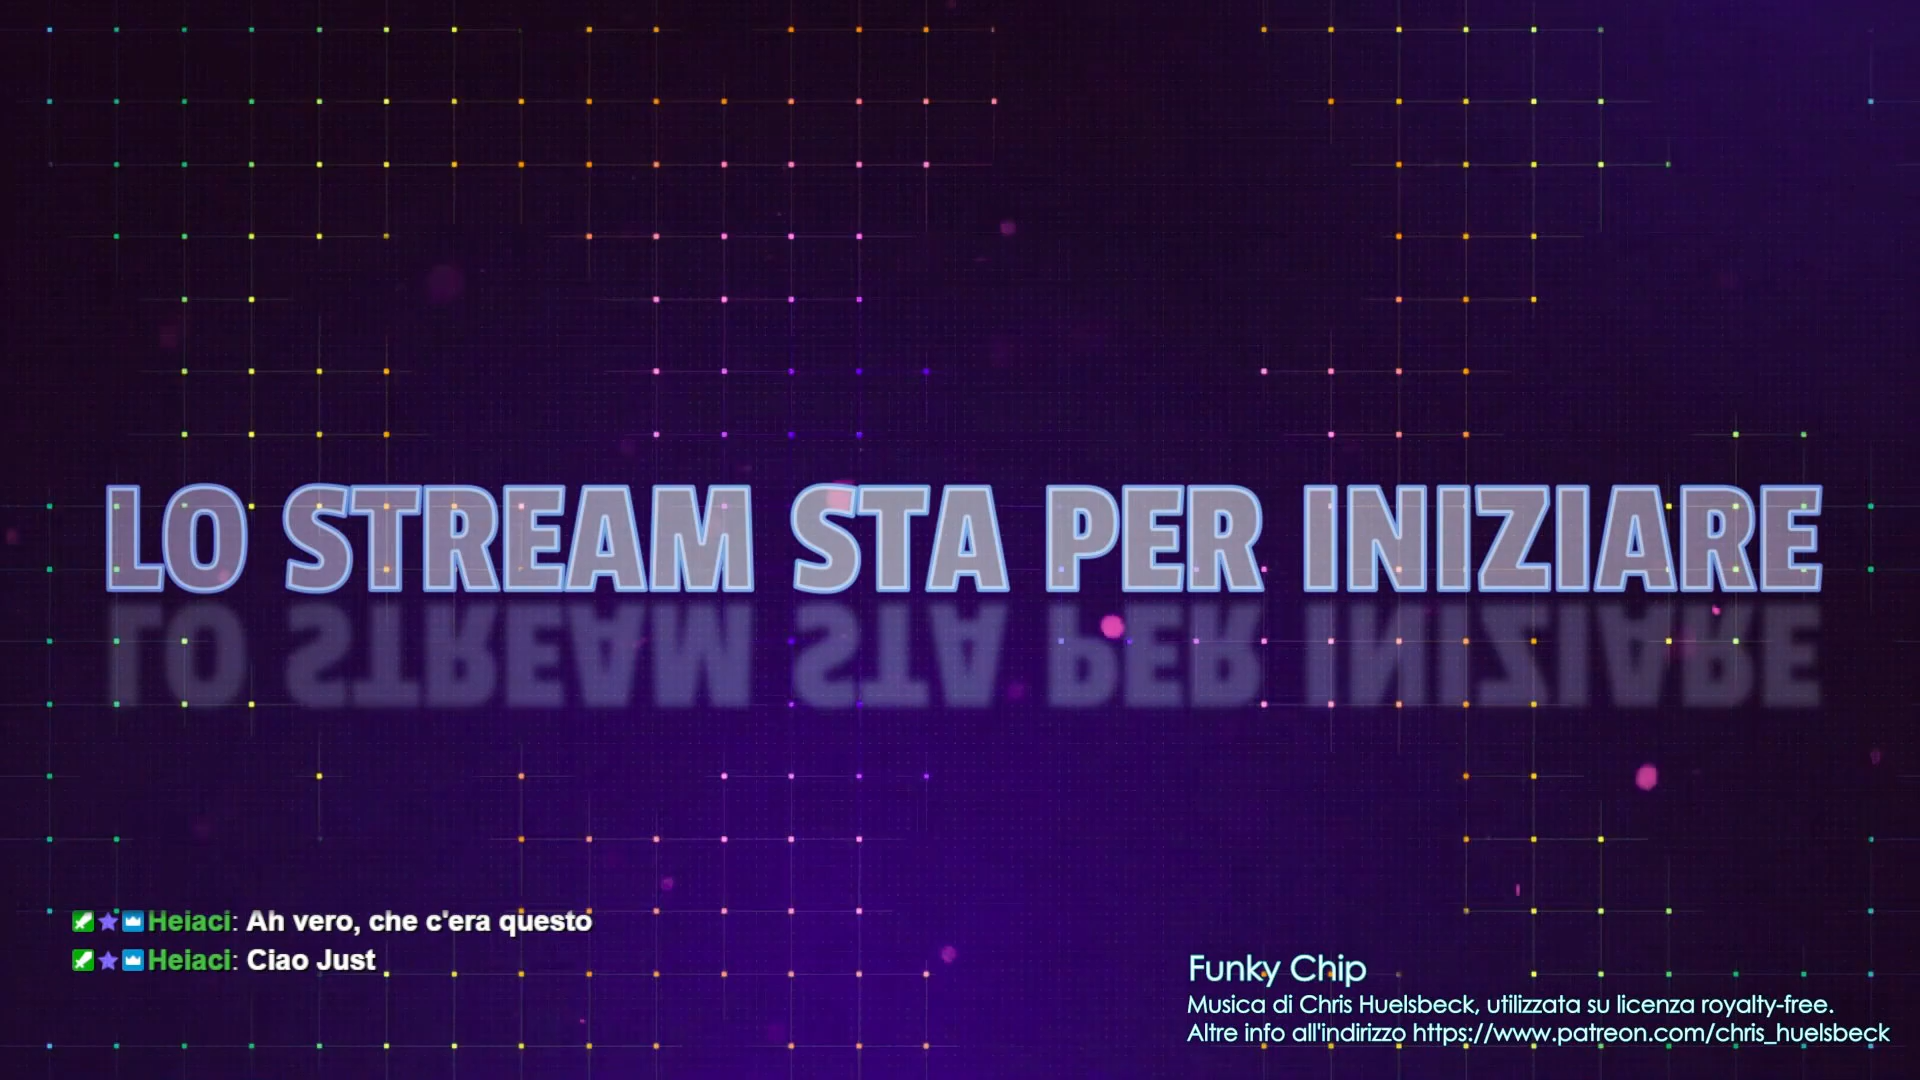 LO STREAM STA PER INIZIARE
Heiaci: Ah vero, che c'era questo
Heiaci: Ciao Just
Funky Chip
Musica di Chris Huelsbeck, utilizzata su licenza royalty-free.
Altre info all'indirizzo https://www.patreon.com/chris_huelsbeck